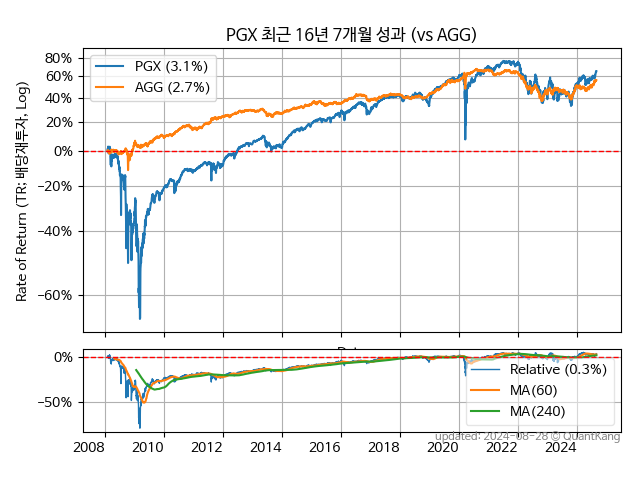 PGX 최근 16년 7개월 성과 (vs AGG)
Rate of Return (TR; 배당재투자, Log)
80%
60%
40%
20%
0%
−20%
−40%
−60%
PGX (3.1%)
AGG (2.7%)
0%
−50%
Relative (0.3%)
MA(60)
MA(240)
2008 2010 2012 2014 2016 2018 2020 2022 2024
updated: 2024-08-28 © QuantKang